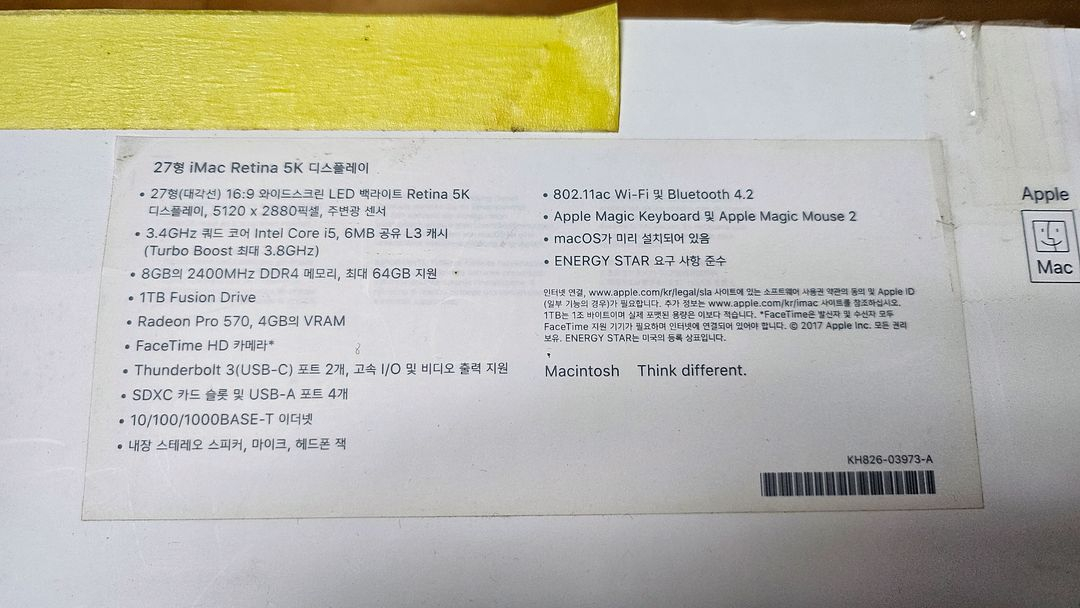 27형 iMac Retina 5K 디스플레이
• 27형(대각선) 16:9 와이드스크린 LED 백라이트 Retina 5K
디스플레이, 5120 x 2880픽셀, 주변광 센서
• 3.4GHz 쿼드 코어 Intel Core i5, 6MB 공유 L3 캐시
(Turbo Boost 최대 3.8GHz)
• 8GB의 2400MHz DDR4 메모리, 최대 64GB 지원
• 1TB Fusion Drive
• Radeon Pro 570, 4GB의 VRAM
• FaceTime HD 카메라*
• Thunderbolt 3(USB-C) 포트 2개, 고속 I/O 및 비디오 출력 지원
• SDXC 카드 슬롯 및 USB-A 포트 4개
• 10/100/1000BASE-T 이더넷
• 내장 스테레오 스피커, 마이크, 헤드폰 잭
• 802.11ac Wi-Fi 및 Bluetooth 4.2
• Apple Magic Keyboard 및 Apple Magic Mouse 2
• macOS가 미리 설치되어 있음
• ENERGY STAR 요구 사항 준수
인터넷 연결, www.apple.com/kr/legal/sla 사이트에 있는 소프트웨어 사용권 약관의 동의 및 Apple ID
(일부 기능의 경우)가 필요합니다. 추가 정보는 www.apple.com/kr/imac 사이트를 참조하십시오.
1TB는 1조 바이트이며 실제 포맷된 용량은 이보다 적습니다. *FaceTime은 발신자 및 수신자 모두
FaceTime 지원 기기가 필요하며 인터넷에 연결되어 있어야 합니다. © 2017 Apple Inc. 모든 권리
보유. ENERGY STAR는 미국의 등록 상표입니다.
Macintosh Think different.
KH826-03973-A
Apple
Mac